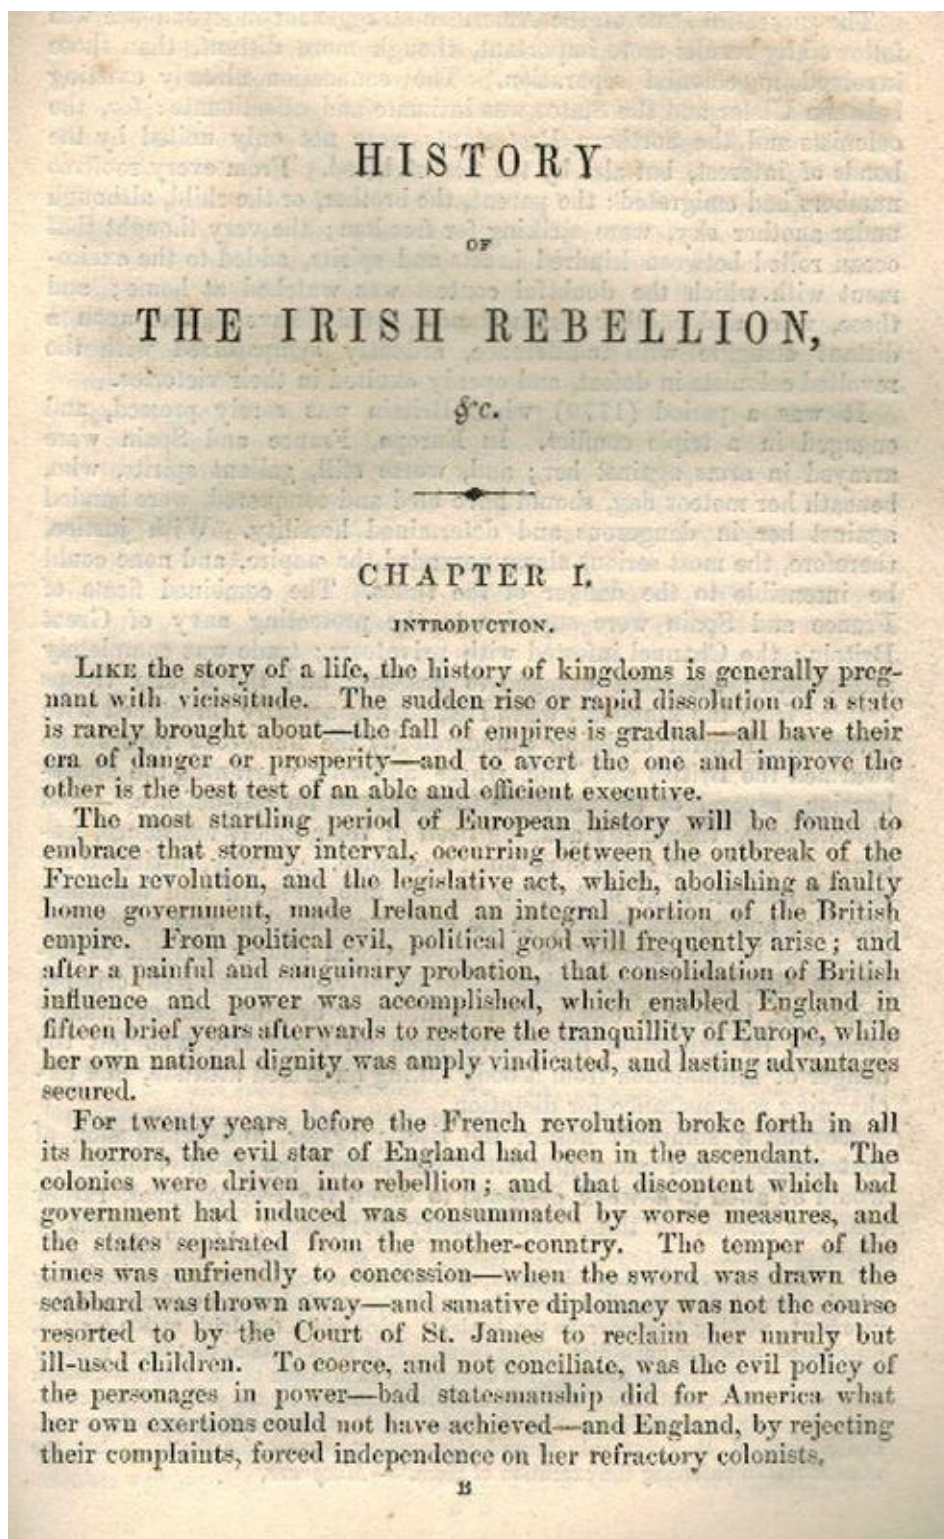 HISTORY
OF
THE IRISH REBELLION,
&c.
CHAPTER I.
INTRODUCTION.
LIKE the story of a life, the history of kingdoms is generally preg-
nant with vicissitude. The sudden rise or rapid dissolution of a state
is rarely brought about—the fall of empires is gradual—all have their
era of danger or prosperity—and to avert the one and improve the
other is the best test of an able and efficient executive.
The most startling period of European history will be found to
embrace that stormy interval, occurring between the outbreak of the
French revolution, and the legislative act, which, abolishing a faulty
home government, made Ireland an integral portion of the British
empire. From political evil, political good will frequently arise; and
after a painful and sanguinary probation, that consolidation of British
influence and power was accomplished, which enabled England in
fifteen brief years afterwards to restore the tranquillity of Europe, while
her own national dignity was amply vindicated, and lasting advantages
secured.
For twenty years before the French revolution broke forth in all
its horrors, the evil star of England had been in the ascendant. The
colonies were driven into rebellion; and that discontent which bad
government had induced was consummated by worse measures, and
the states separated from the mother-country. The temper of the
times was unfriendly to concession—when the sword was drawn the
scabbard was thrown away—and sanative diplomacy was not the course
resorted to by the Court of St. James to reclaim her unruly but
ill-used children. To coerce, and not conciliate, was the evil policy of
the personages in power—bad statesmanship did for America what
her own exertions could not have achieved—and England, by rejecting
their complaints, forced independence on her refractory colonists.
B